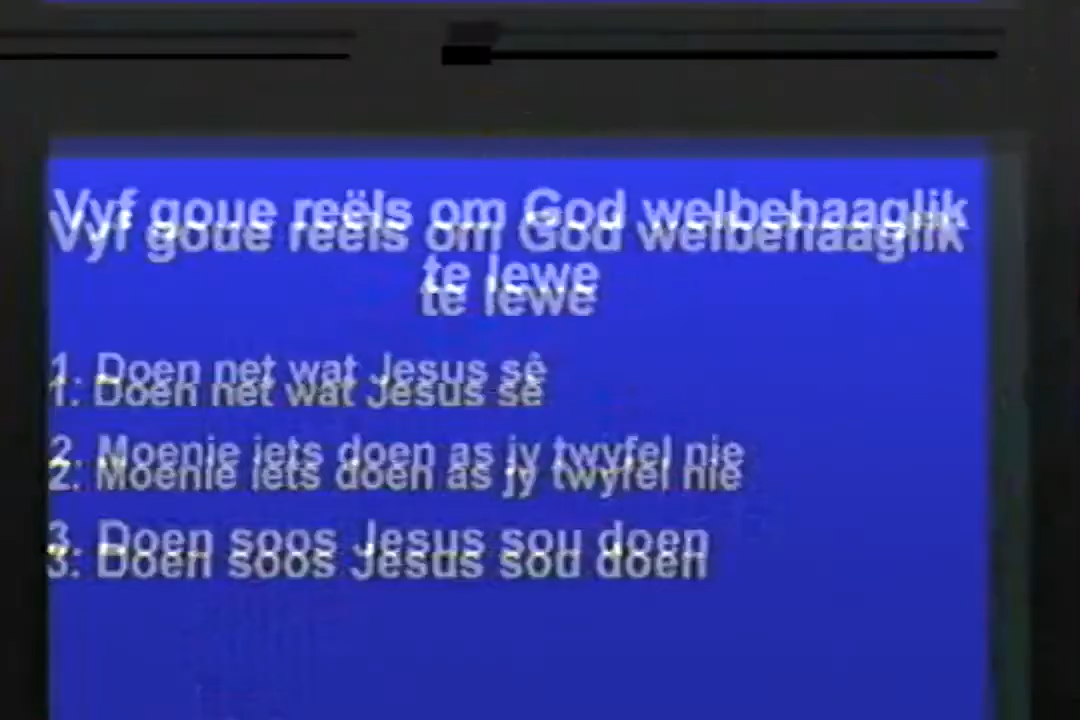 Vyf goue reëls om God welbehaaglik
te lewe
1. Doen net wat Jesus sê
2. Moenie iets doen as jy twyfel nie
3. Doen soos Jesus sou doen